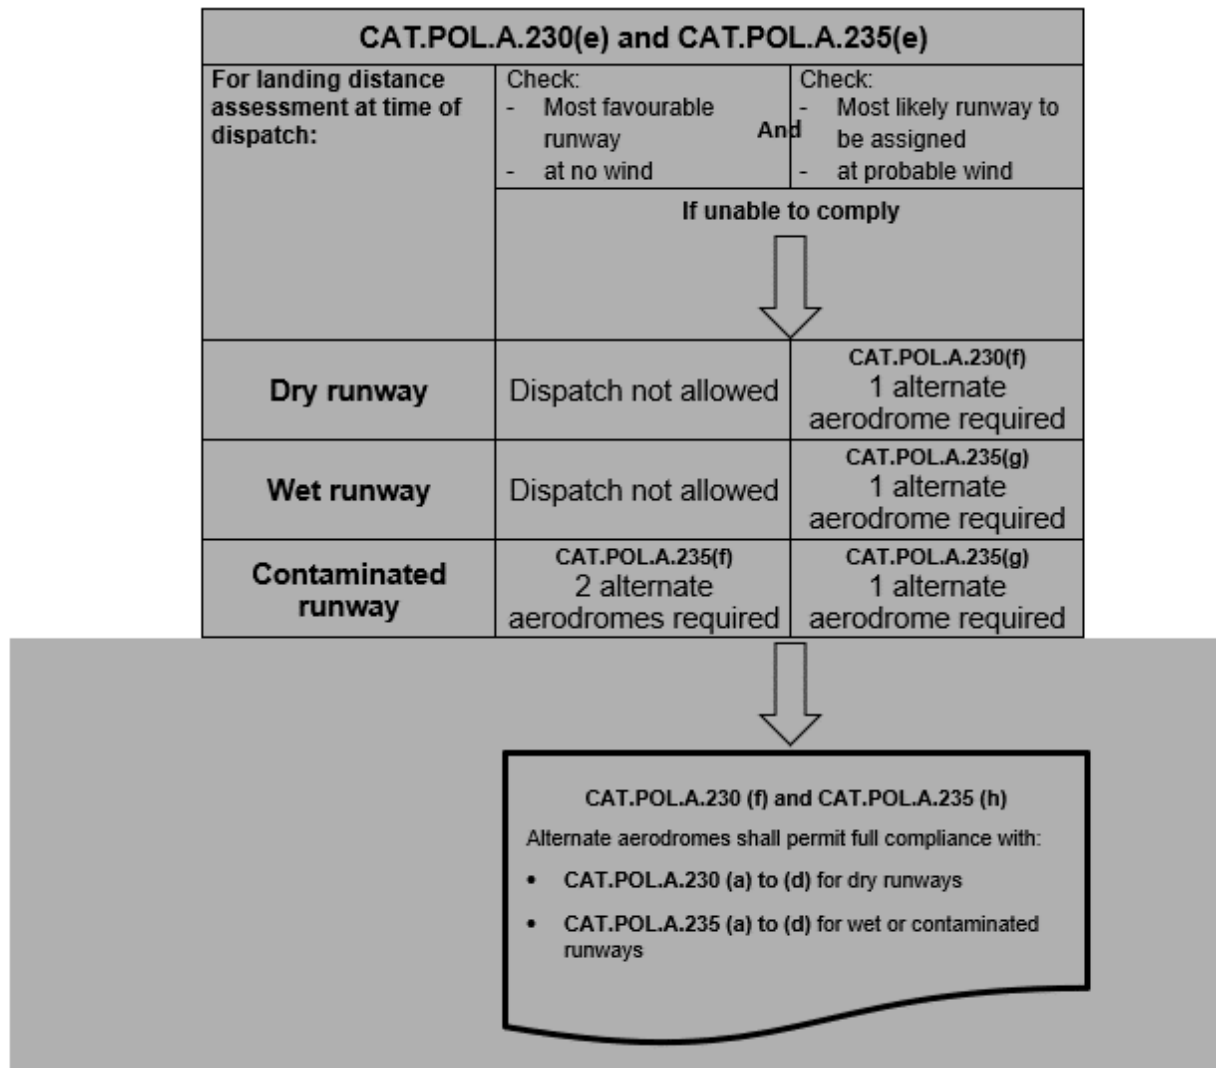 CAT.POL.A.230(e) and CAT.POL.A.235(e)
For landing distance
assessment at time of
dispatch:
Check:
- Most favourable
runway
- at no wind
And
Check:
- Most likely runway to
be assigned
- at probable wind
If unable to comply
Dry runway
Dispatch not allowed
CAT.POL.A.230(f)
1 alternate
aerodrome required
Wet runway
Dispatch not allowed
CAT.POL.A.235(g)
1 alternate
aerodrome required
Contaminated
runway
CAT.POL.A.235(f)
2 alternate
aerodromes required
CAT.POL.A.235(g)
1 alternate
aerodrome required
CAT.POL.A.230 (f) and CAT.POL.A.235 (h)
Alternate aerodromes shall permit full compliance with:
• CAT.POL.A.230 (a) to (d) for dry runways
• CAT.POL.A.235 (a) to (d) for wet or contaminated
runways